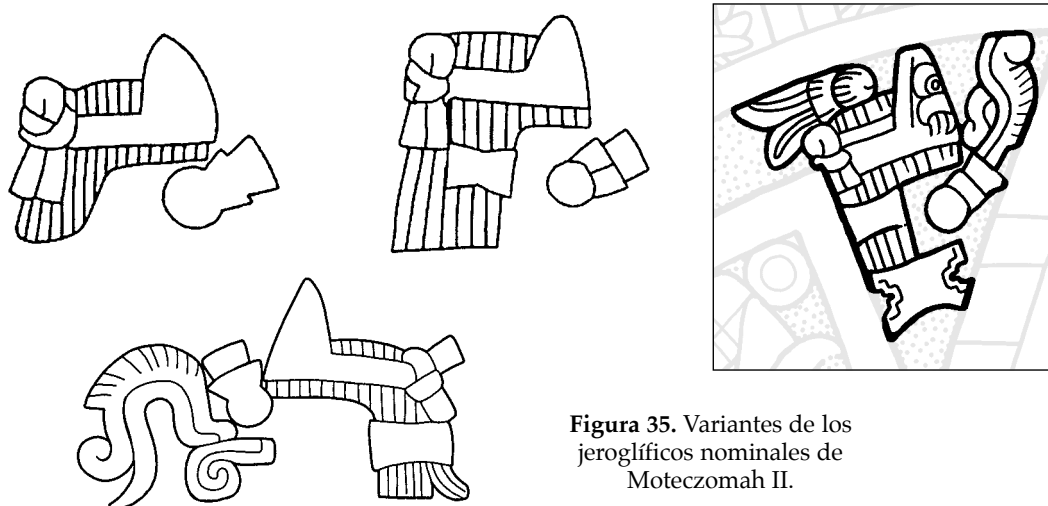 Figura 35. Variantes de los
jeroglíficos nominales de
Moteczomah II.